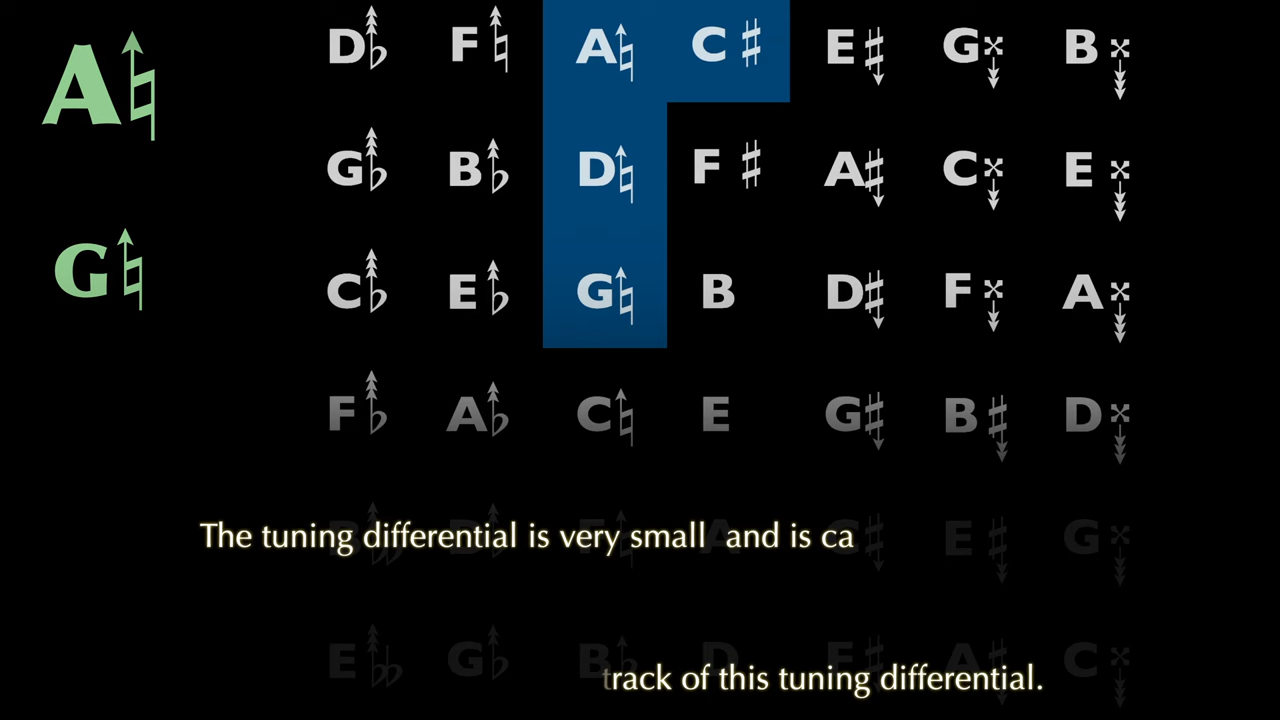 A♮↑
G♮↑
D♭↑↑↑ F♮↑↑ A♮↑ C♯ E♯↓ G𝄪↓↓ B𝄪↓↓↓
G♭↑↑↑ B♭↑↑ D♮↑ F♯ A♯↓ C𝄪↓↓ E𝄪↓↓↓
C♭↑↑↑ E♭↑↑ G♮↑ B D♯↓ F𝄪↓↓ A𝄪↓↓↓
F♭↑↑↑ A♭↑↑ C♮↑ E G♯↓ B♯↓↓ D𝄪↓↓↓
The tuning differential is very small and is ca
E♯↓↓ G𝄪↓↓↓
E♭♭↑↑↑ G♭↑↑ D A♯↓↓ C𝄪↓↓↓
track of this tuning differential.